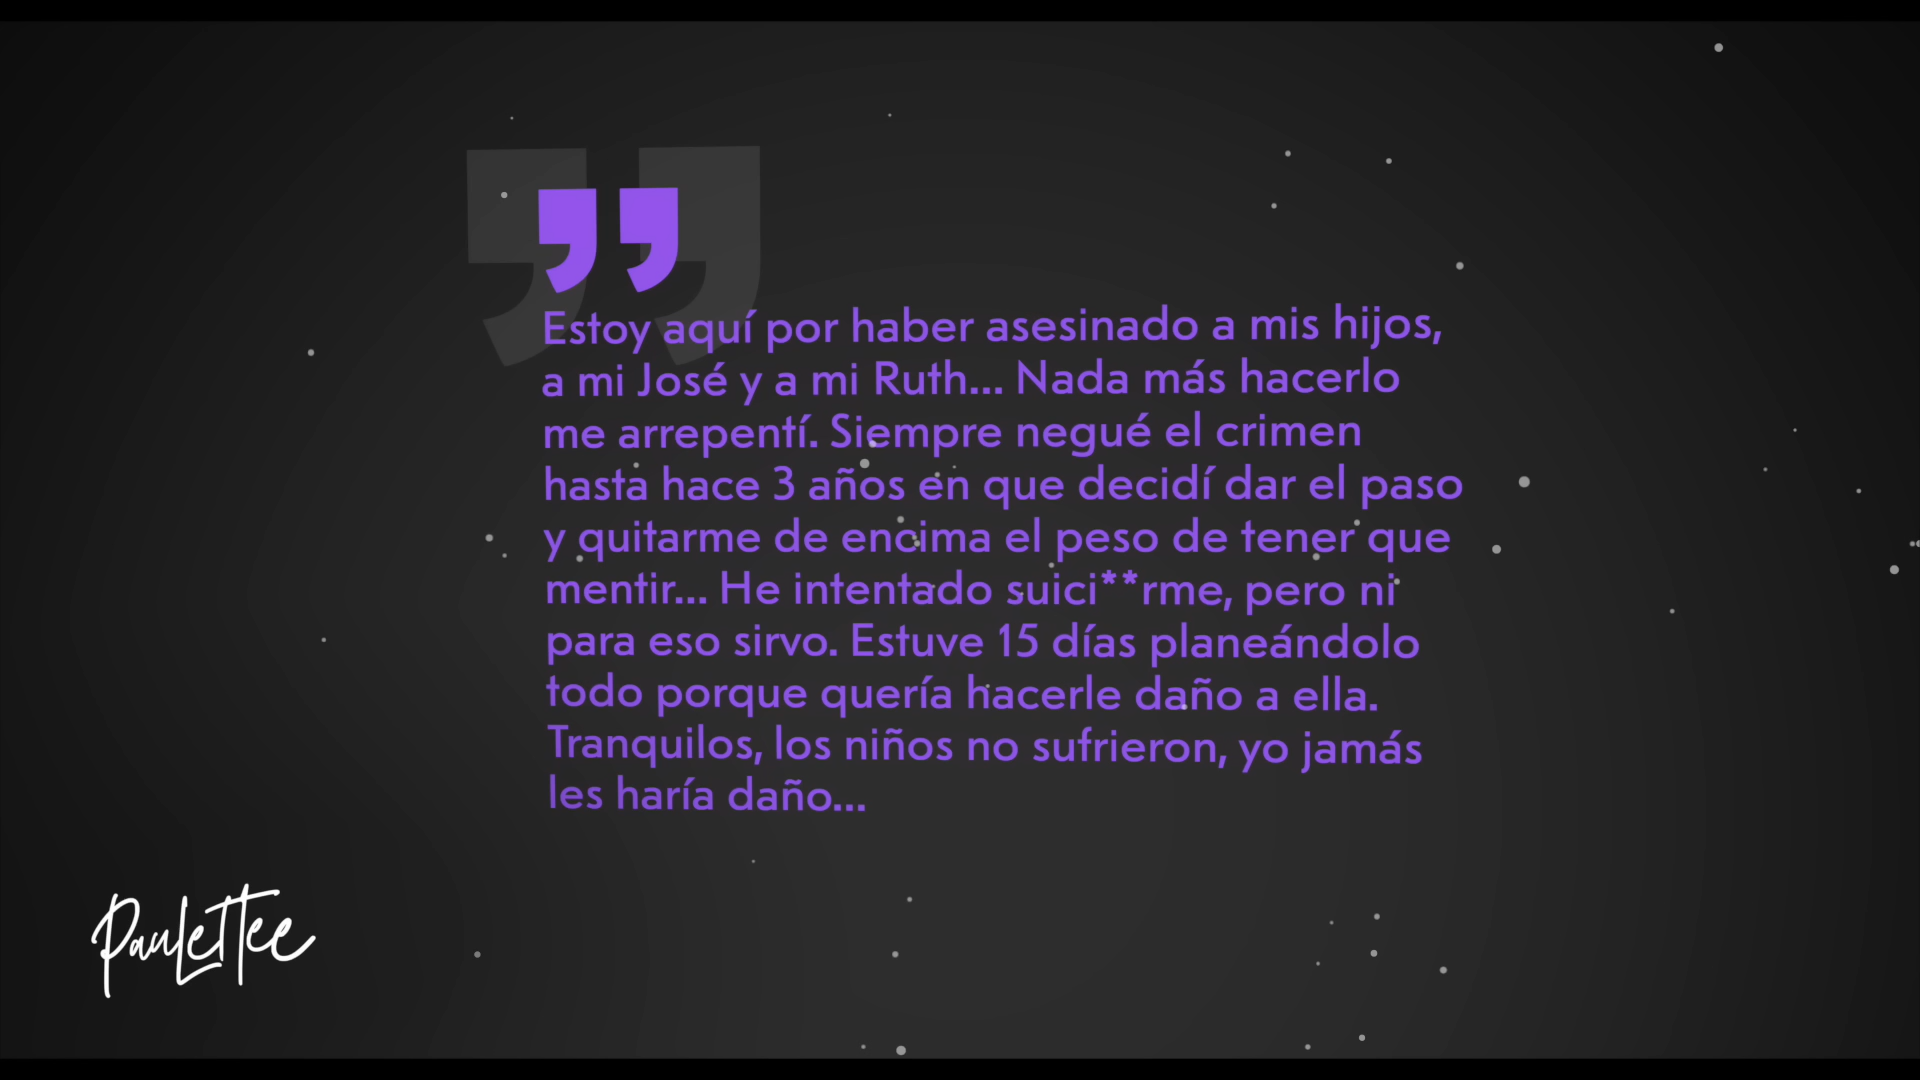 Estoy aquí por haber asesinado a mis hijos,
a mi José y a mi Ruth... Nada más hacerlo
me arrepentí. Siempre negué el crimen
hasta hace 3 años en que decidí dar el paso
y quitarme de encima el peso de tener que
mentir... He intentado suici**rme, pero ni
para eso sirvo. Estuve 15 días planeándolo
todo porque quería hacerle daño a ella.
Tranquilos, los niños no sufrieron, yo jamás
les haría daño...
Paulettee